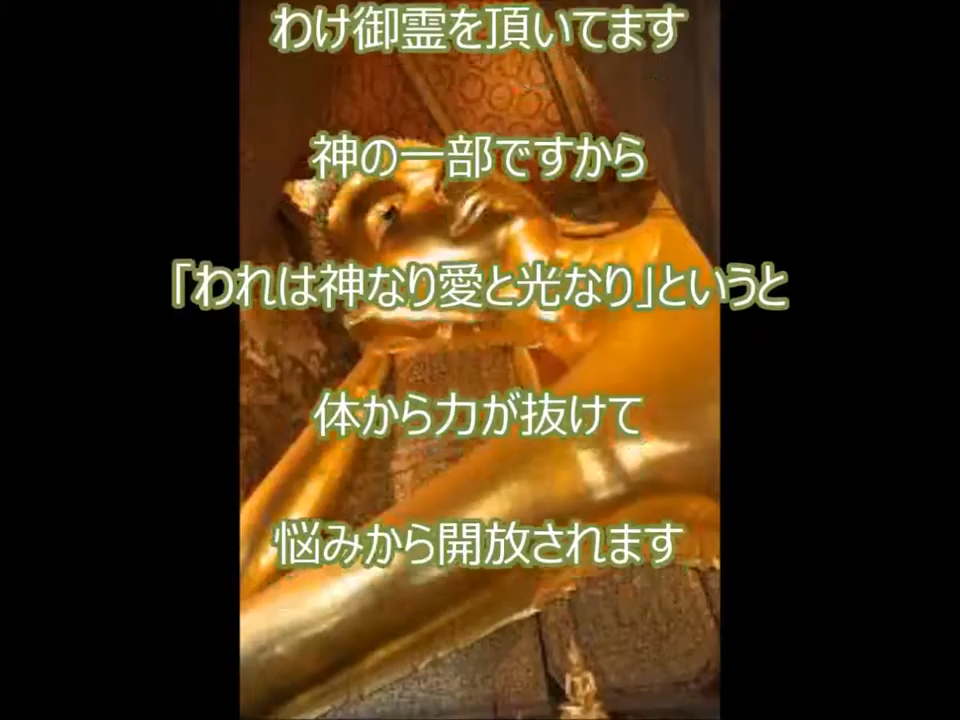 わけ御霊を頂いてます
神の一部ですから
「われは神なり愛と光なり」というと
体から力が抜けて
悩みから開放されます